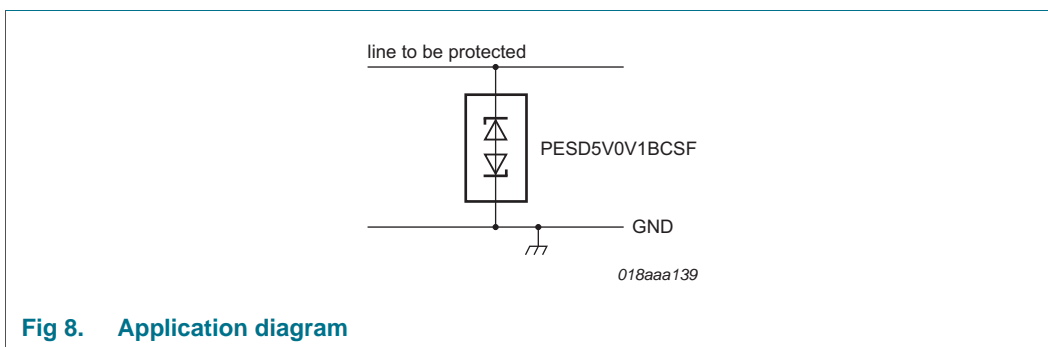 line to be protected
PESD5V0V1BCSF
GND
018aaa139
Fig 8. Application diagram